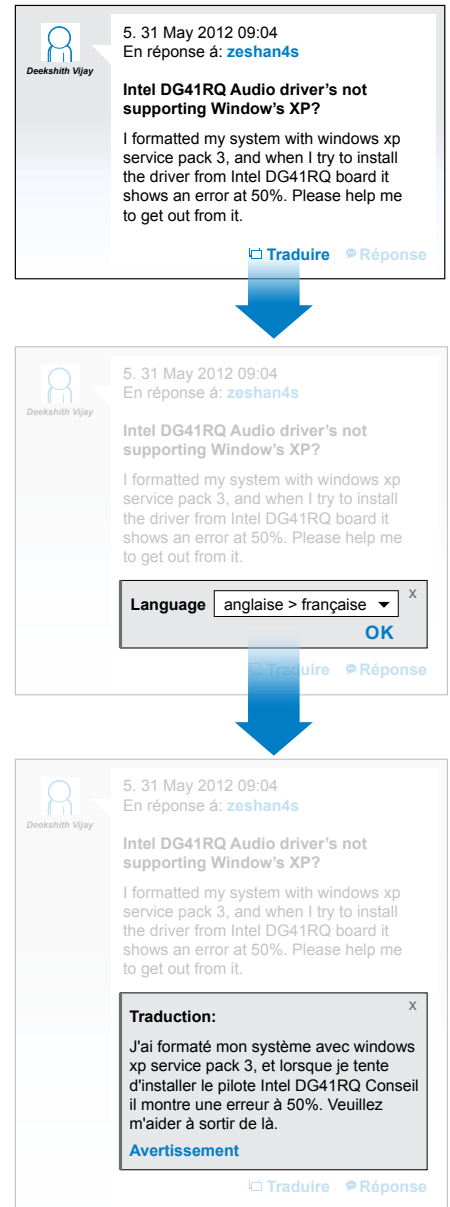 5. 31 May 2012 09:04
En réponse á: zeshan4s
Deekshith Vijay
Intel DG41RQ Audio driver's not
supporting Window's XP?
I formatted my system with windows xp
service pack 3, and when I try to install
the driver from Intel DG41RQ board it
shows an error at 50%. Please help me
to get out from it.
Traduire Réponse
5. 31 May 2012 09:04
En réponse á: zeshan4s
Deekshith Vijay
Intel DG41RQ Audio driver's not
supporting Window's XP?
I formatted my system with windows xp
service pack 3, and when I try to install
the driver from Intel DG41RQ board it
shows an error at 50%. Please help me
to get out from it.
x
Language anglaise > française
OK
Traduire Réponse
5. 31 May 2012 09:04
En réponse á: zeshan4s
Deekshith Vijay
Intel DG41RQ Audio driver's not
supporting Window's XP?
I formatted my system with windows xp
service pack 3, and when I try to install
the driver from Intel DG41RQ board it
shows an error at 50%. Please help me
to get out from it.
x
Traduction:
J'ai formaté mon système avec windows
xp service pack 3, et lorsque je tente
d'installer le pilote Intel DG41RQ Conseil
il montre une erreur à 50%. Veuillez
m'aider à sortir de là.
Avertissement
Traduire Réponse